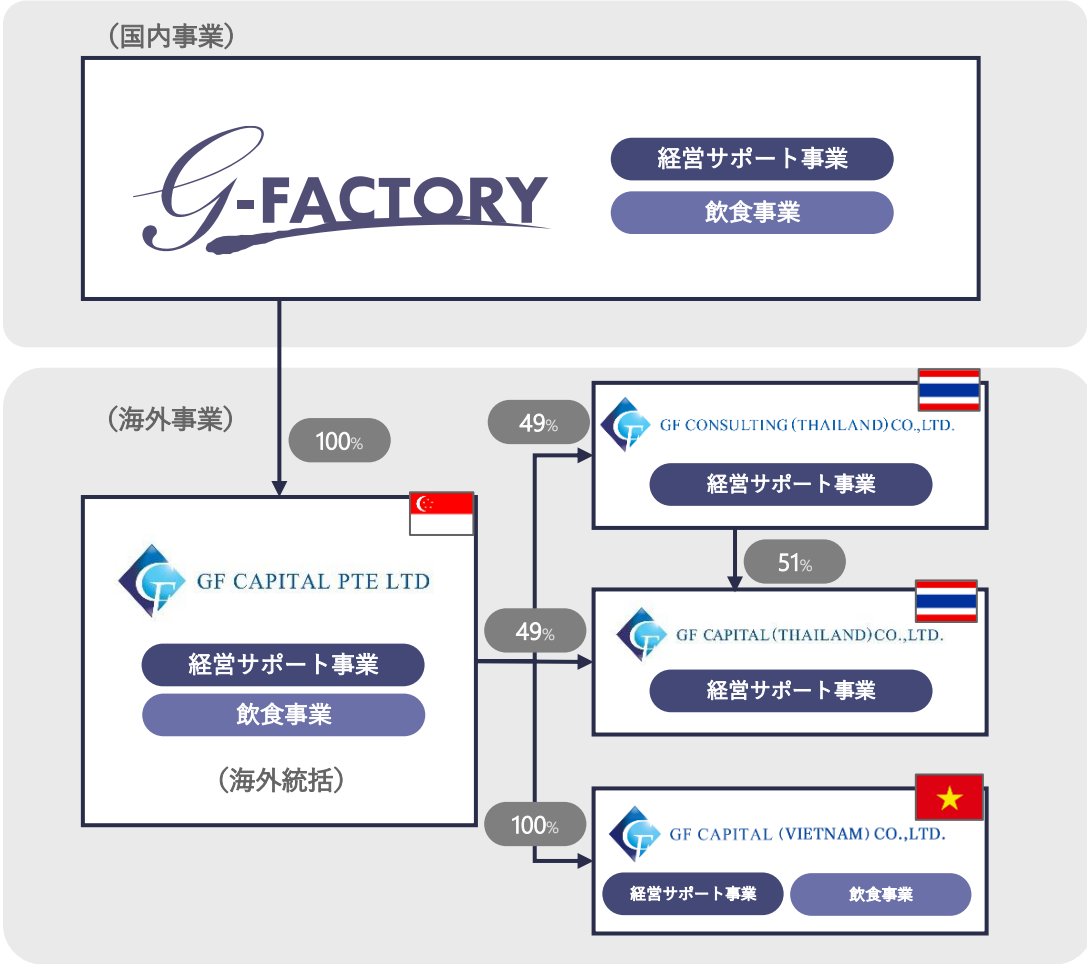 （国内事業）
G-FACTORY
経営サポート事業
飲食事業
（海外事業）
100%
GF CAPITAL PTE LTD
経営サポート事業
飲食事業
（海外統括）
49%
GF CONSULTING (THAILAND) CO.,LTD.
経営サポート事業
51%
49%
GF CAPITAL (THAILAND) CO.,LTD.
経営サポート事業
100%
GF CAPITAL (VIETNAM) CO.,LTD.
経営サポート事業
飲食事業